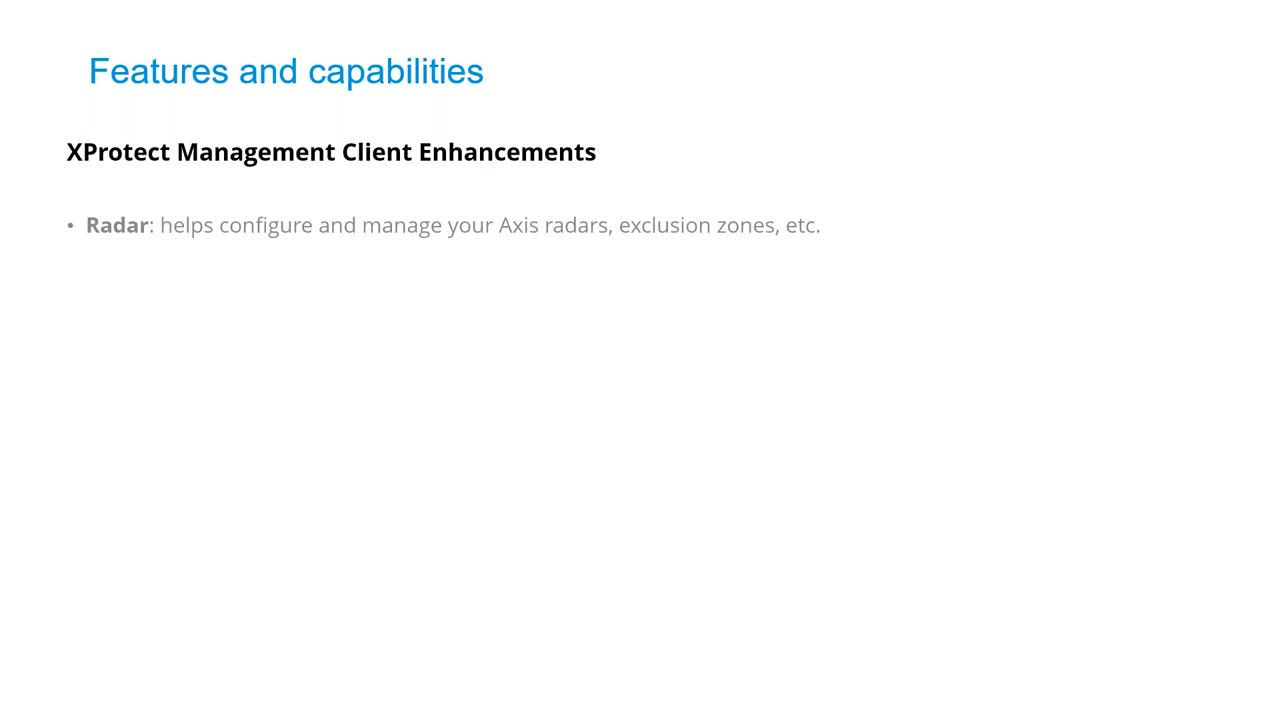 Features and capabilities
XProtect Management Client Enhancements
• Radar: helps configure and manage your Axis radars, exclusion zones, etc.